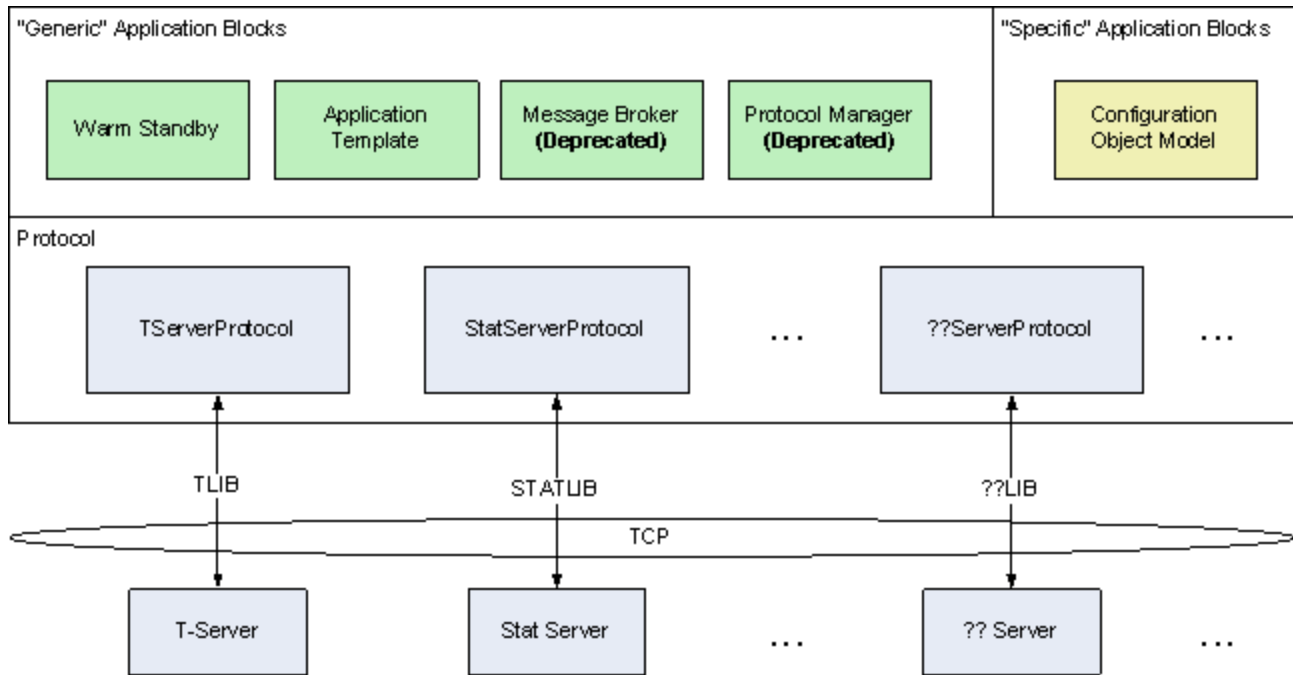 "Generic" Application Blocks
"Specific" Application Blocks
Warm Standby
Application
Template
Message Broker
(Deprecated)
Protocol Manager
(Deprecated)
Configuration
Object Model
Protocol
TServerProtocol
StatServerProtocol
...
??ServerProtocol
...
TLIB
STATLIB
??LIB
TCP
T-Server
Stat Server
...
?? Server
...